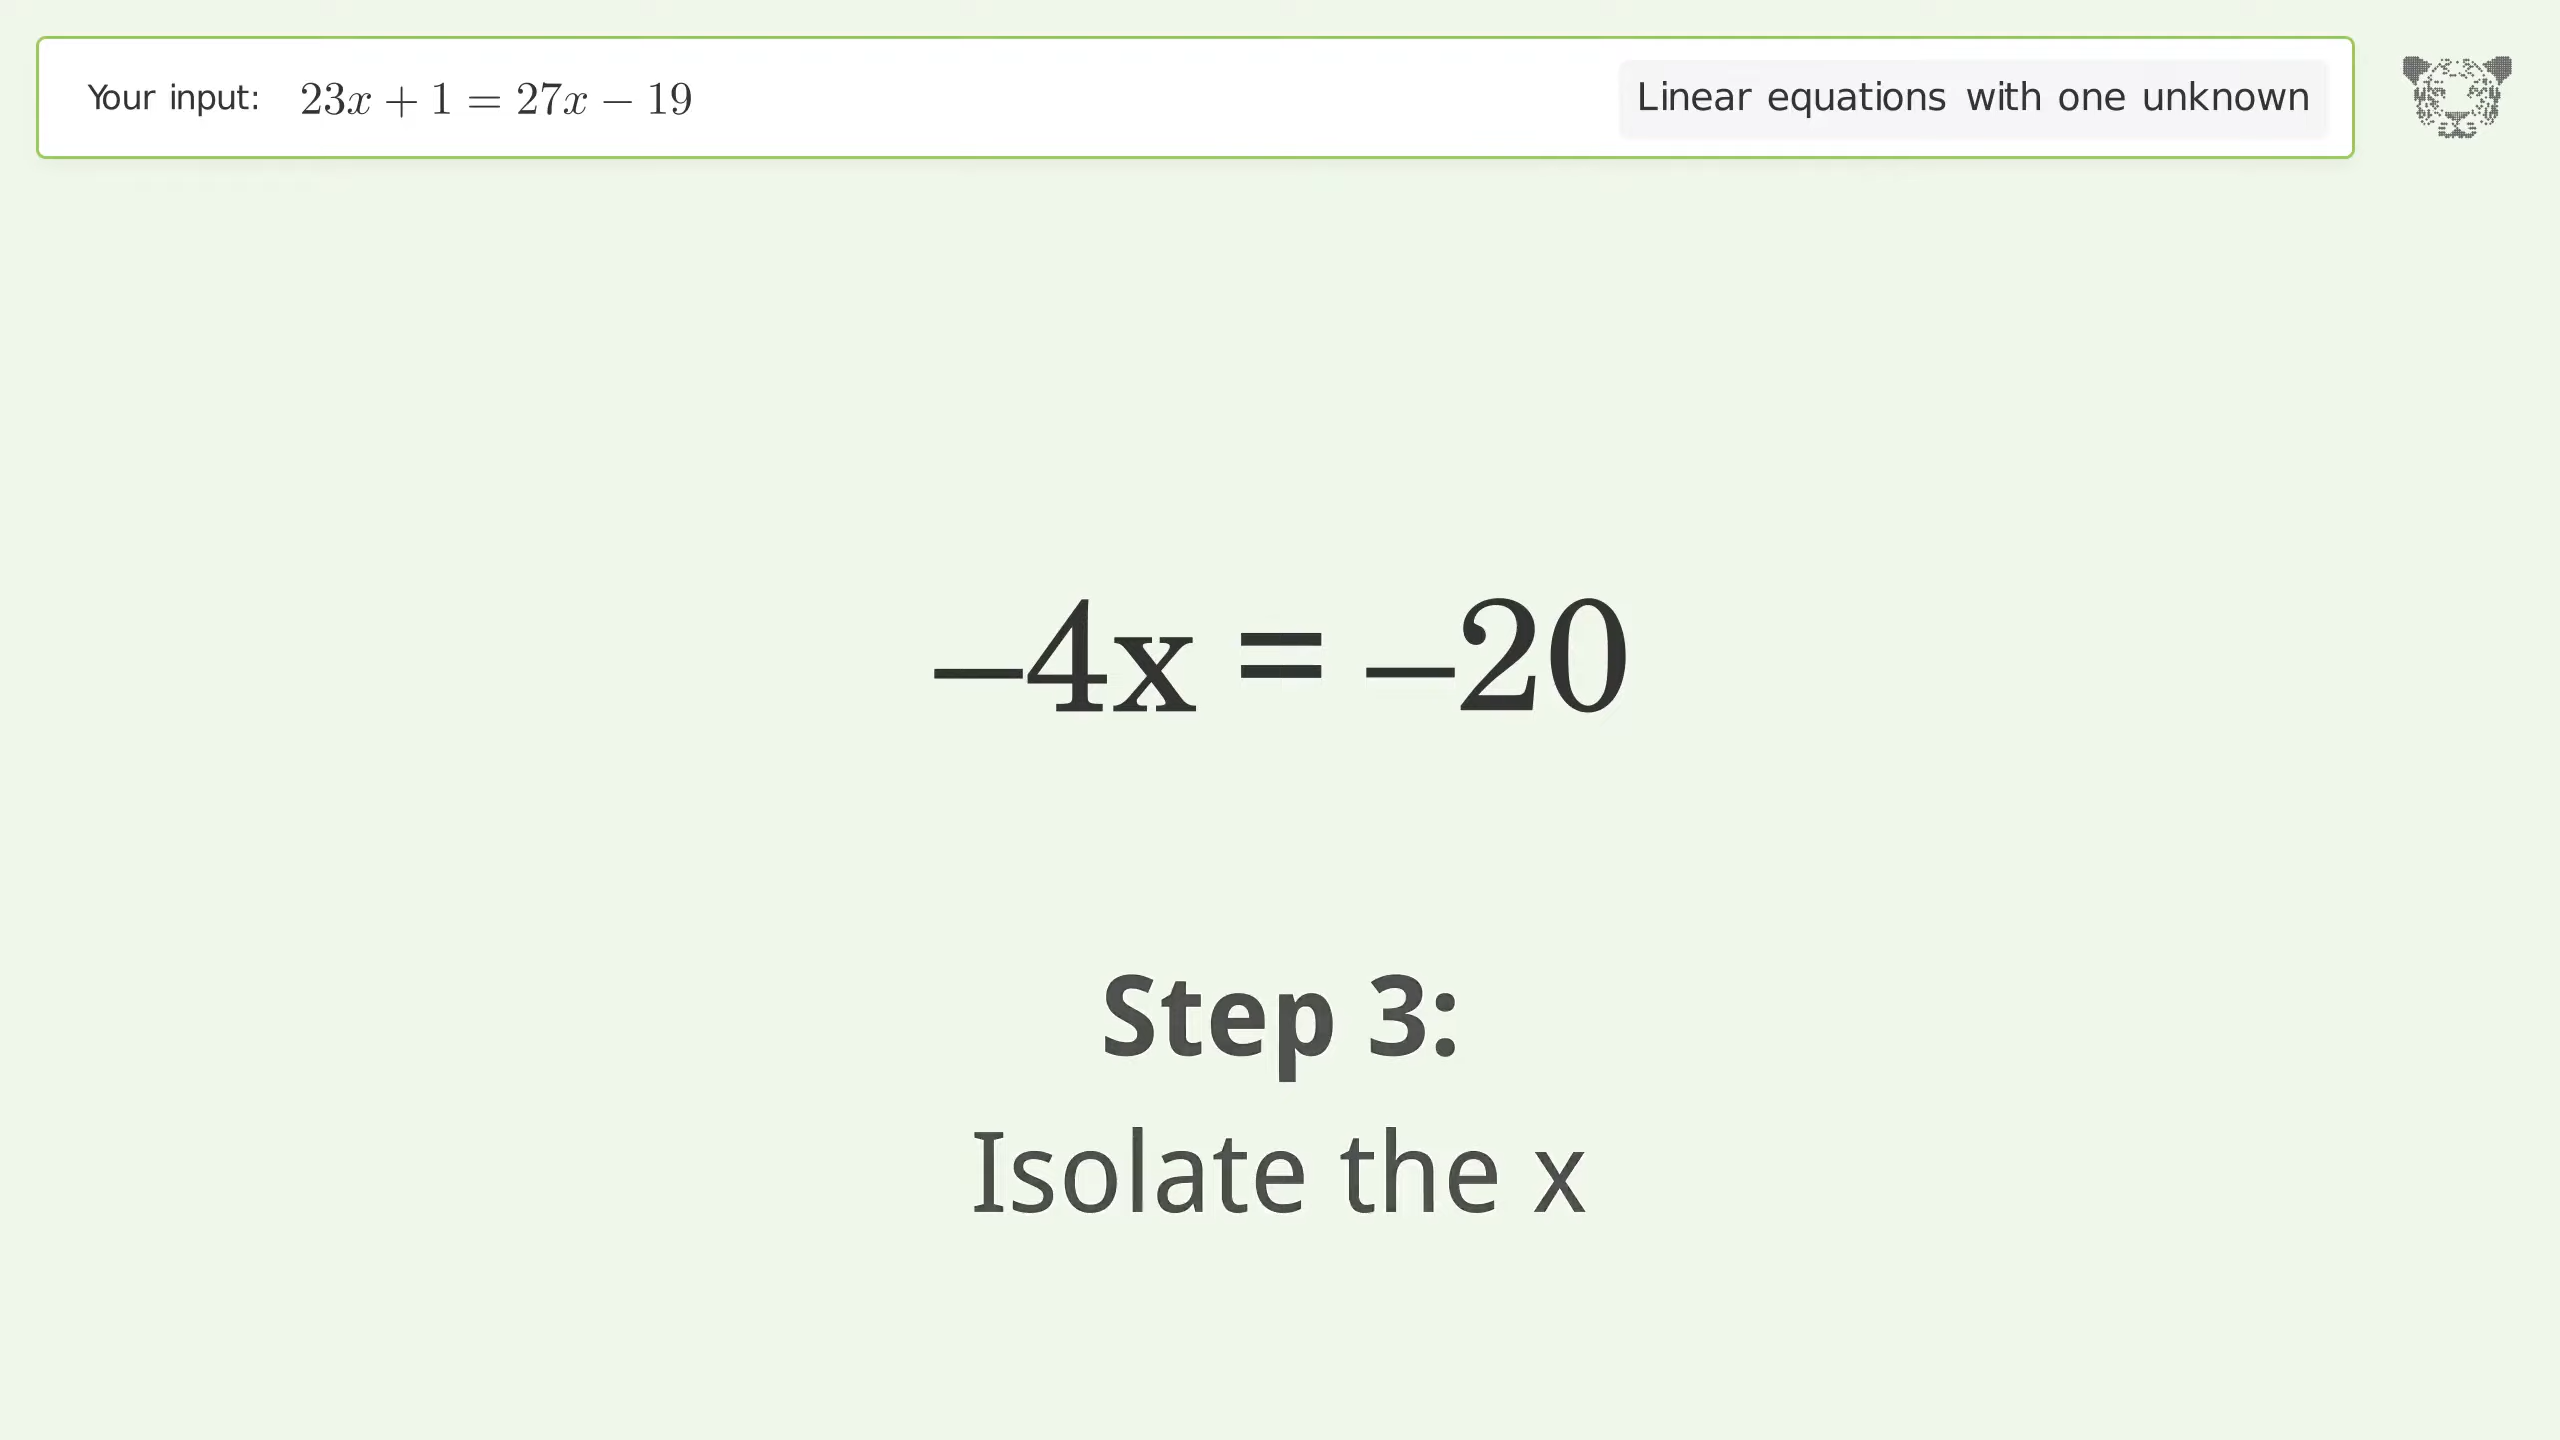 Your input: 23x + 1 = 27x − 19
Linear equations with one unknown
–4x = –20
Step 3:
Isolate the x